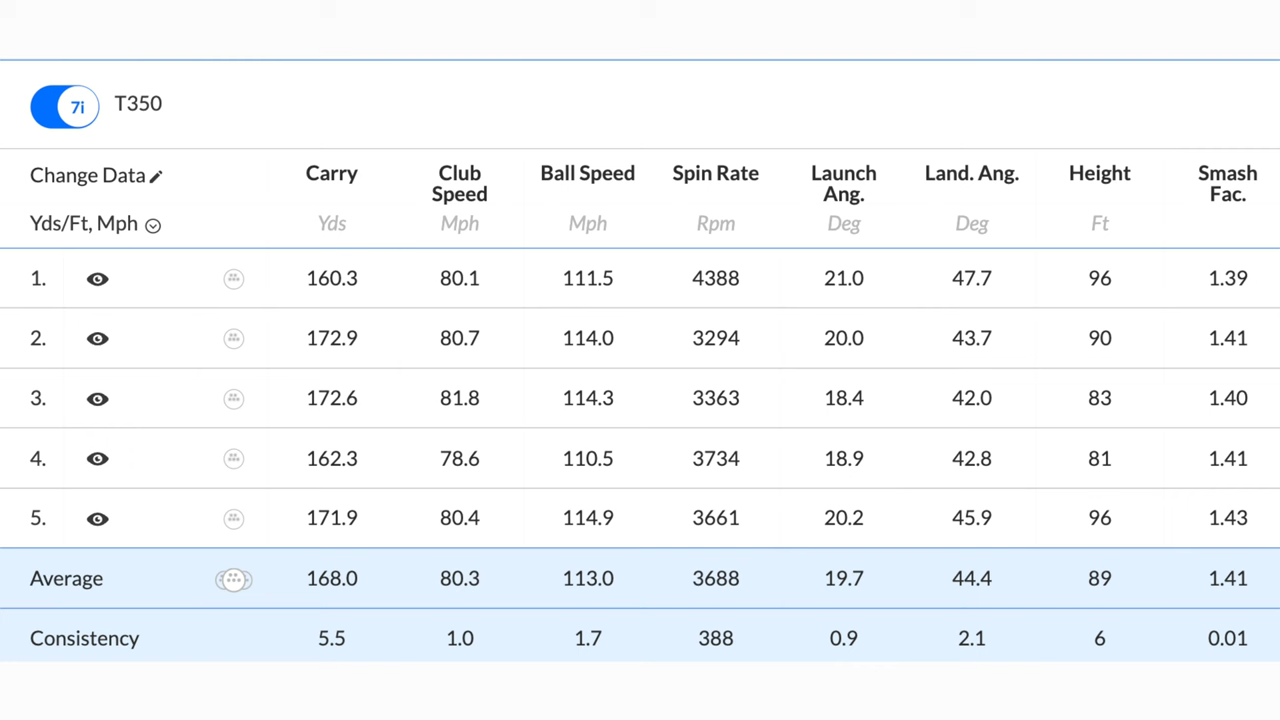 7i T350
Change Data Carry Club Speed Ball Speed Spin Rate Launch Ang. Land. Ang. Height Smash Fac.
Yds/Ft, Mph Yds Mph Mph Rpm Deg Deg Ft
1. 160.3 80.1 111.5 4388 21.0 47.7 96 1.39
2. 172.9 80.7 114.0 3294 20.0 43.7 90 1.41
3. 172.6 81.8 114.3 3363 18.4 42.0 83 1.40
4. 162.3 78.6 110.5 3734 18.9 42.8 81 1.41
5. 171.9 80.4 114.9 3661 20.2 45.9 96 1.43
Average 168.0 80.3 113.0 3688 19.7 44.4 89 1.41
Consistency 5.5 1.0 1.7 388 0.9 2.1 6 0.01